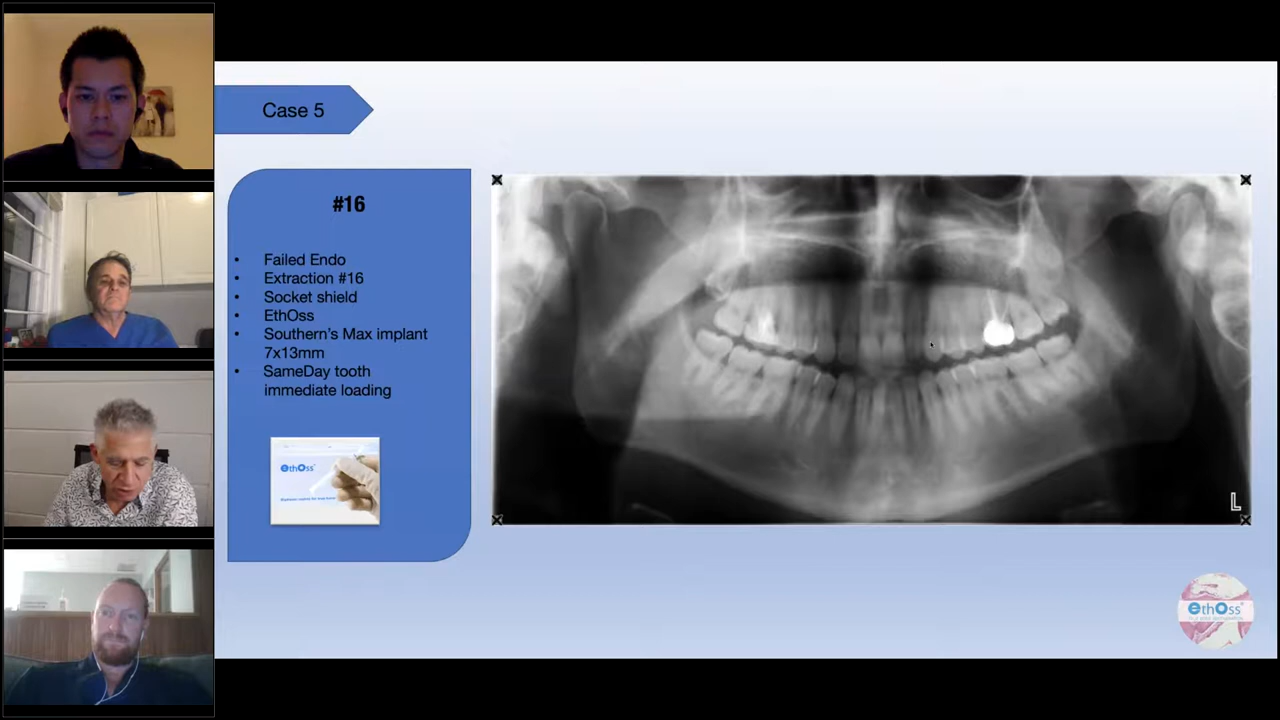 Case 5
#16
• Failed Endo
• Extraction #16
• Socket shield
• EthOss
• Southern's Max implant
7x13mm
• SameDay tooth
immediate loading
ethOss
L
ethOss